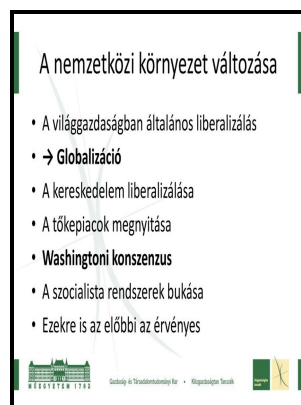 A nemzetközi környezet változása
• A világgazdaságban általános liberalizálás
• → Globalizáció
• A kereskedelem liberalizálása
• A tőkepiacok megnyitása
• Washingtoni konszenzus
• A szocialista rendszerek bukása
• Ezekre is az előbbi az érvényes
MŰEGYETEM 1782
Gazdaság- és Társadalomtudományi Kar • Közgazdaságtan Tanszék